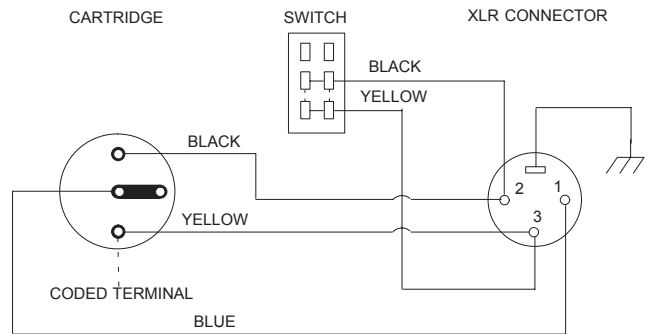 CARTRIDGE
SWITCH
XLR CONNECTOR
BLACK
YELLOW
BLACK
2
1
YELLOW
3
CODED TERMINAL
BLUE